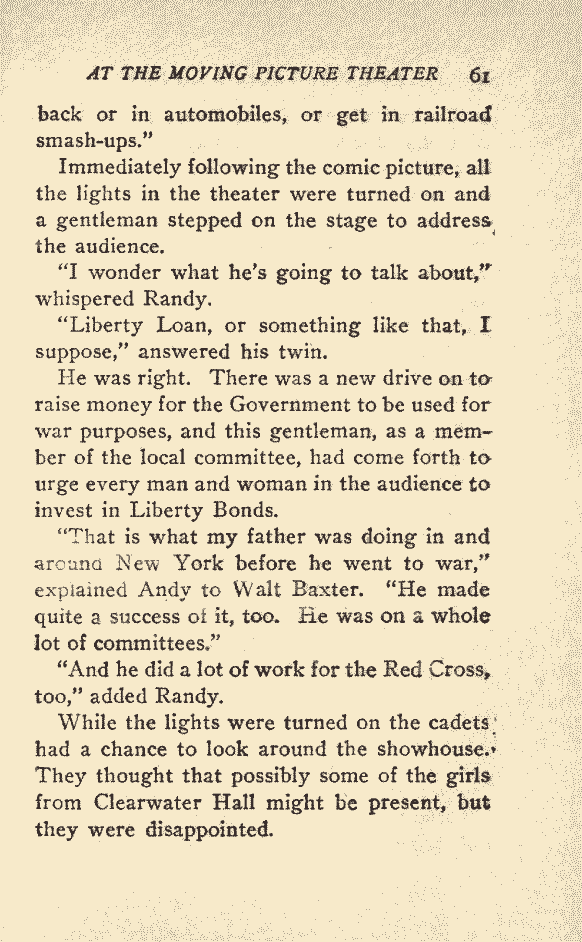 AT THE MOVING PICTURE THEATER 61
back or in automobiles, or get in railroad
smash-ups.”
Immediately following the comic picture, all
the lights in the theater were turned on and
a gentleman stepped on the stage to address
the audience.
“I wonder what he’s going to talk about,”
whispered Randy.
“Liberty Loan, or something like that, I
suppose,” answered his twin.
He was right. There was a new drive on to
raise money for the Government to be used for
war purposes, and this gentleman, as a mem-
ber of the local committee, had come forth to
urge every man and woman in the audience to
invest in Liberty Bonds.
“That is what my father was doing in and
around New York before he went to war,”
explained Andy to Walt Baxter. “He made
quite a success of it, too. He was on a whole
lot of committees.”
“And he did a lot of work for the Red Cross,
too,” added Randy.
While the lights were turned on the cadets
had a chance to look around the showhouse.
They thought that possibly some of the girls
from Clearwater Hall might be present, but
they were disappointed.